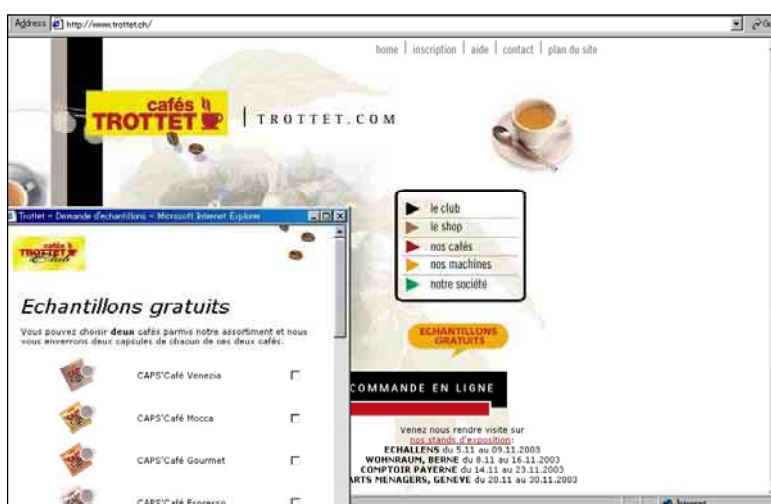 Address http://www.trottet.ch/ Go
home | inscription | aide | contact | plan du site
cafés
TROTTET | TROTTET.COM
le club
le shop
nos cafés
nos machines
notre société
ECHANTILLONS
GRATUITS
COMMANDE EN LIGNE
Venez nous rendre visite sur
nos stands d'exposition:
ECHALLENS du 5.11 au 09.11.2003
WOHNRAUM, BERNE du 8.11 au 16.11.2003
COMPTOIR PAYERNE du 14.11 au 23.11.2003
ARTS MENAGERS, GENEVE du 20.11 au 30.11.2003
Trottet - Demande d'echantillons - Microsoft Internet Explorer
cafés
TROTTET
Club
Echantillons gratuits
Vous pouvez choisir deux cafés parmis notre assortiment et nous
vous enverrons deux capsules de chacun de ces deux cafés.
CAPS'Café Venezia
CAPS'Café Mocca
CAPS'Café Gourmet
CAPS'Café Espresso
Internet